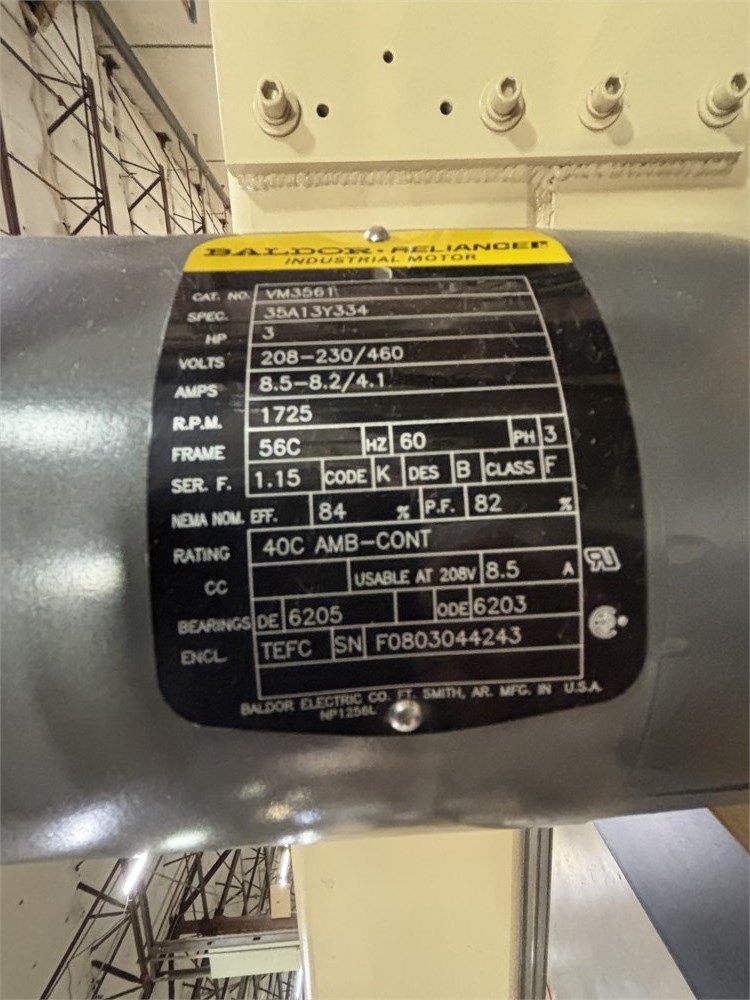 BALDOR · RELIANCER
INDUSTRIAL MOTOR
CAT. NO. VM3561
SPEC. 35A13Y334
HP 3
VOLTS 208-230/460
AMPS 8.5-8.2/4.1
R.P.M. 1725
FRAME 56C HZ 60 PH 3
SER. F. 1.15 CODE K DES B CLASS F
NEMA NOM. EFF. 84 % P.F. 82 %
RATING 40C AMB-CONT
CC USABLE AT 208V 8.5 A
BEARINGS DE 6205 ODE 6203
ENCL. TEFC SN F0803044243
BALDOR ELECTRIC CO. FT. SMITH, AR. MFG. IN U.S.A.
NP1256L